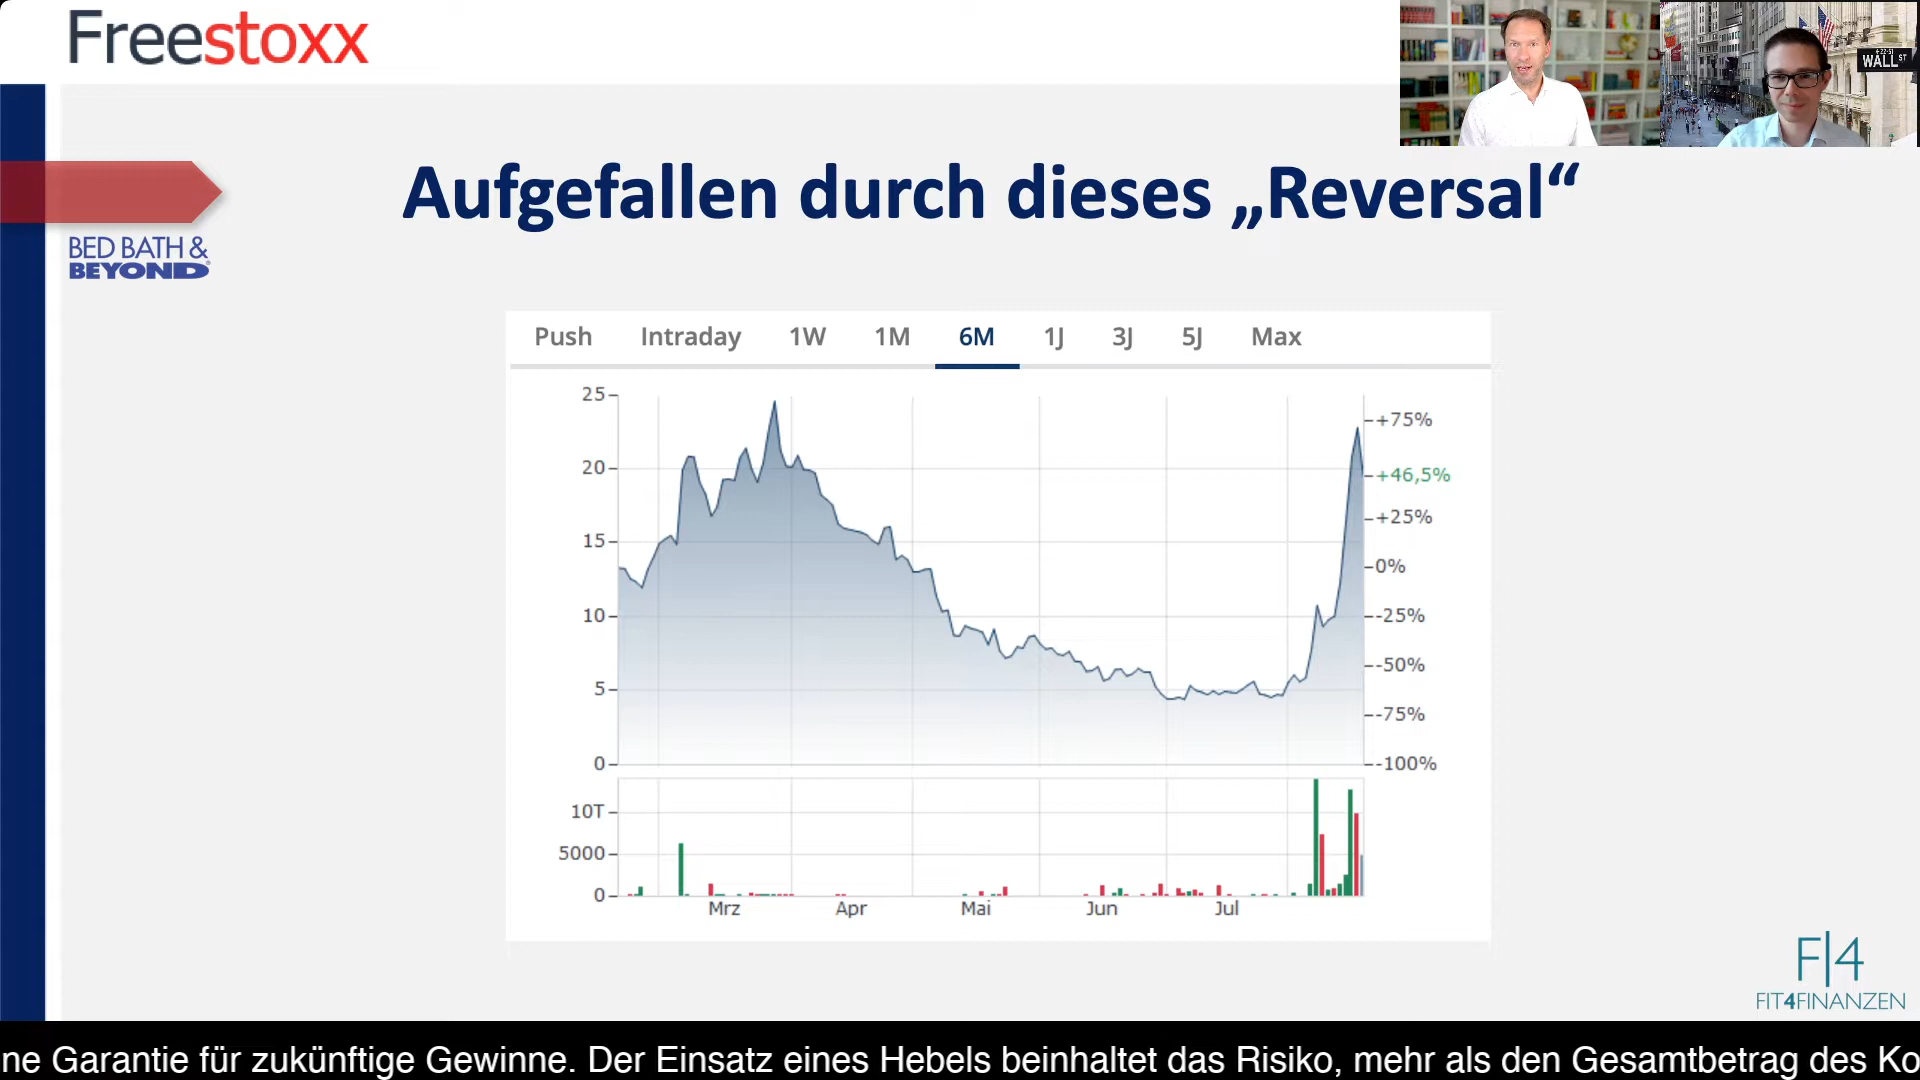 Freestoxx
WALL ST
BED BATH &
BEYOND
Aufgefallen durch dieses „Reversal“
Push Intraday 1W 1M 6M 1J 3J 5J Max
25
20
15
10
5
0
+75%
+46,5%
+25%
0%
-25%
-50%
-75%
-100%
10T
5000
0
Mrz Apr Mai Jun Jul
F|4
FIT4FINANZEN
ne Garantie für zukünftige Gewinne. Der Einsatz eines Hebels beinhaltet das Risiko, mehr als den Gesamtbetrag des Ko